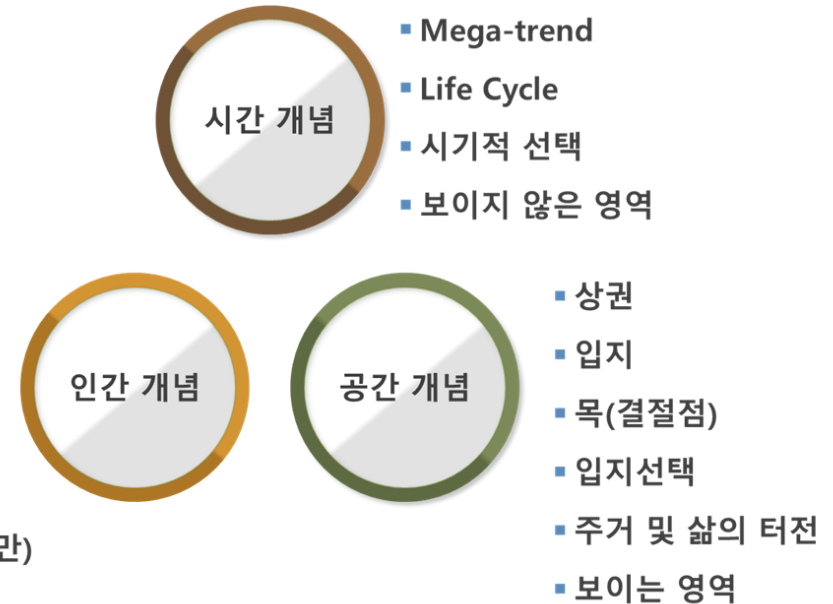 시간 개념
Mega-trend
Life Cycle
시기적 선택
보이지 않은 영역
인간 개념
공간 개념
상권
입지
목(결절점)
입지선택
주거 및 삶의 터전
보이는 영역
만)